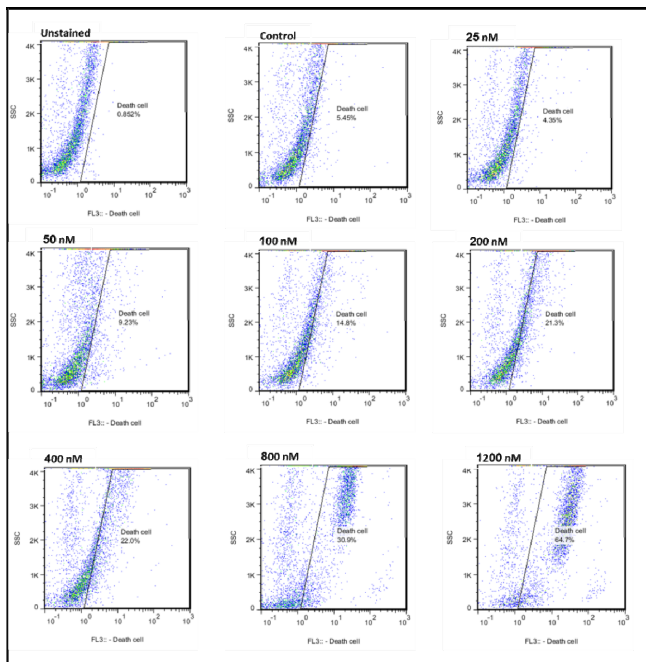 Unstained
4K
3K
2K
1K
0
SSC
Death cell
0.852%
10-1 100 101 102 103
FL3:: - Death cell
Control
4K
3K
2K
1K
0
SSC
Death cell
5.45%
10-1 100 101 102 103
FL3:: - Death cell
25 nM
4K
3K
2K
1K
0
SSC
Death cell
4.35%
10-1 100 101 102 103
FL3:: - Death cell
50 nM
4K
3K
2K
1K
0
SSC
Death cell
9.23%
10-1 100 101 102 103
FL3:: - Death cell
100 nM
4K
3K
2K
1K
0
SSC
Death cell
14.8%
10-1 100 101 102 103
FL3:: - Death cell
200 nM
4K
3K
2K
1K
0
SSC
Death cell
21.3%
10-1 100 101 102 103
FL3:: - Death cell
400 nM
4K
3K
2K
1K
0
SSC
Death cell
22.0%
10-1 100 101 102 103
FL3:: - Death cell
800 nM
4K
3K
2K
1K
0
SSC
Death cell
30.9%
10-1 100 101 102 103
FL3:: - Death cell
1200 nM
4K
3K
2K
1K
0
SSC
Death cell
64.7%
10-1 100 101 102 103
FL3:: - Death cell